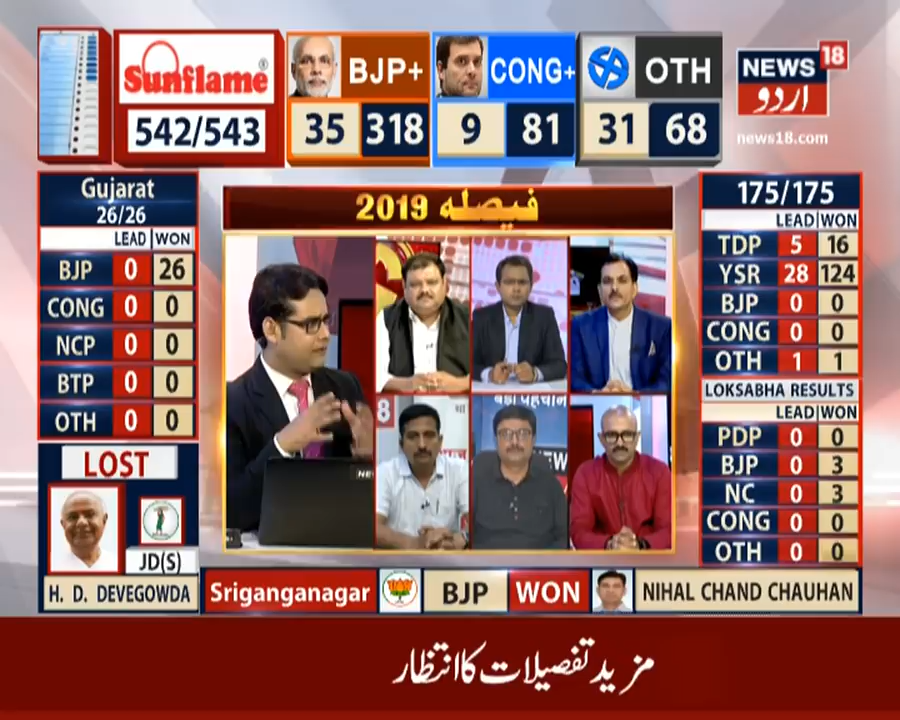 Sunflame®
542/543
BJP+
35 318
CONG+
9 81
OTH
31 68
NEWS 18
اردو
news18.com
Gujarat
26/26
LEAD WON
BJP 0 26
CONG 0 0
NCP 0 0
BTP 0 0
OTH 0 0
LOST
JD(S)
H. D. DEVEGOWDA
فیصلہ 2019
175/175
LEAD WON
TDP 5 16
YSR 28 124
BJP 0 0
CONG 0 0
OTH 1 1
LOKSABHA RESULTS
LEAD WON
PDP 0 0
BJP 0 3
NC 0 3
CONG 0 0
OTH 0 0
Sriganganagar BJP WON NIHAL CHAND CHAUHAN
مزید تفصیلات کا انتظار